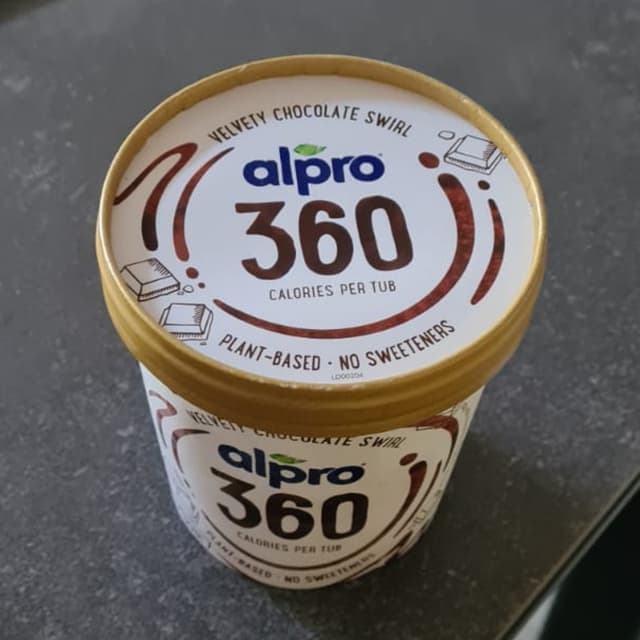 VELVETY CHOCOLATE SWIRL
alpro
360
CALORIES PER TUB
PLANT-BASED · NO SWEETENERS
LD00204
VELVETY CHOCOLATE SWIRL
alpro
360
CALORIES PER TUB
PLANT-BASED · NO SWEETENERS